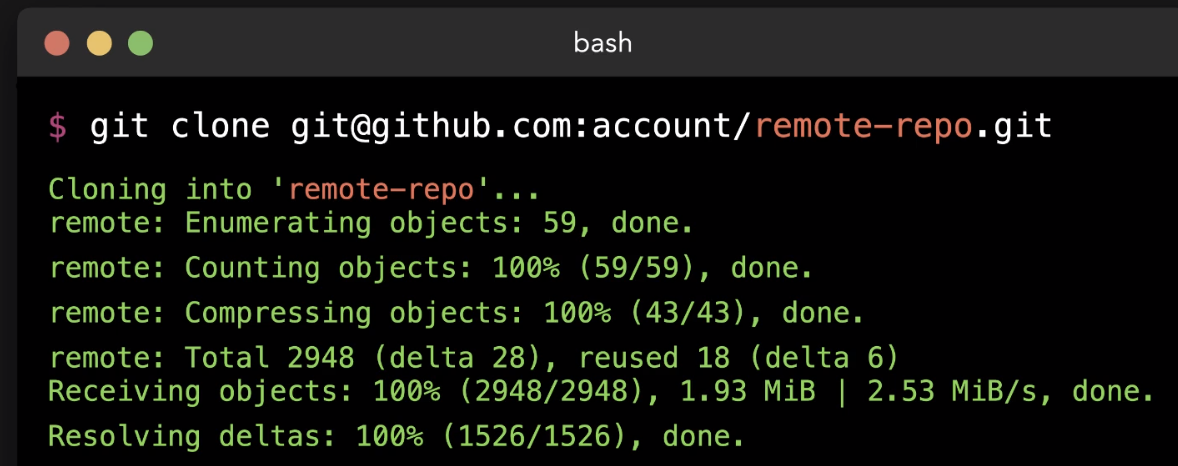 bash
$ git clone git@github.com:account/remote-repo.git
Cloning into 'remote-repo'...
remote: Enumerating objects: 59, done.
remote: Counting objects: 100% (59/59), done.
remote: Compressing objects: 100% (43/43), done.
remote: Total 2948 (delta 28), reused 18 (delta 6)
Receiving objects: 100% (2948/2948), 1.93 MiB | 2.53 MiB/s, done.
Resolving deltas: 100% (1526/1526), done.